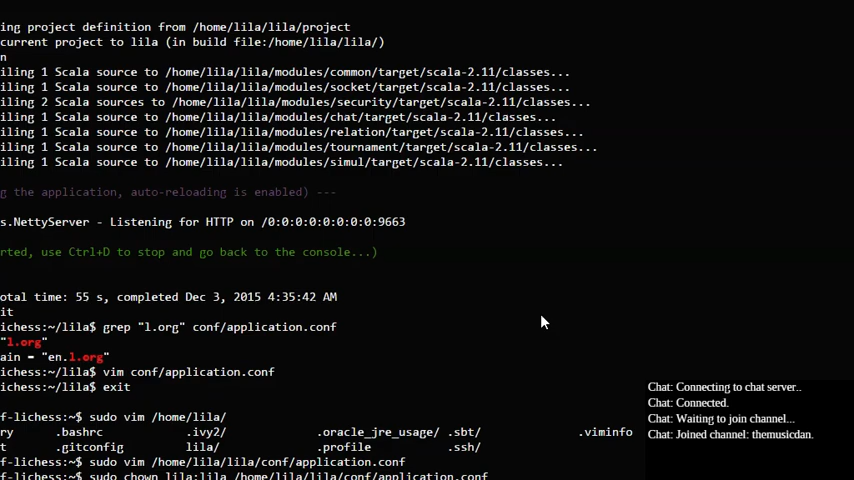 ing project definition from /home/lila/lila/project
current project to lila (in build file:/home/lila/lila/)
n
iling 1 Scala source to /home/lila/lila/modules/common/target/scala-2.11/classes...
iling 1 Scala source to /home/lila/lila/modules/socket/target/scala-2.11/classes...
iling 2 Scala sources to /home/lila/lila/modules/security/target/scala-2.11/classes...
iling 1 Scala source to /home/lila/lila/modules/chat/target/scala-2.11/classes...
iling 1 Scala source to /home/lila/lila/modules/relation/target/scala-2.11/classes...
iling 1 Scala source to /home/lila/lila/modules/tournament/target/scala-2.11/classes...
iling 1 Scala source to /home/lila/lila/modules/simul/target/scala-2.11/classes...
g the application, auto-reloading is enabled) ---
s.NettyServer - Listening for HTTP on /0:0:0:0:0:0:0:0:9663
rted, use Ctrl+D to stop and go back to the console...)
otal time: 55 s, completed Dec 3, 2015 4:35:42 AM
it
ichess:~/lila$ grep "l.org" conf/application.conf
"l.org"
ain = "en.l.org"
ichess:~/lila$ vim conf/application.conf
ichess:~/lila$ exit
f-lichess:~$ sudo vim /home/lila/
ry .bashrc .ivy2/ .oracle_jre_usage/ .sbt/ .viminfo
t .gitconfig lila/ .profile .ssh/
f-lichess:~$ sudo vim /home/lila/lila/conf/application.conf
f-lichess:~$ sudo chown lila:lila /home/lila/lila/conf/application.conf
Chat: Connecting to chat server..
Chat: Connected.
Chat: Waiting to join channel...
Chat: Joined channel: themusicdan.